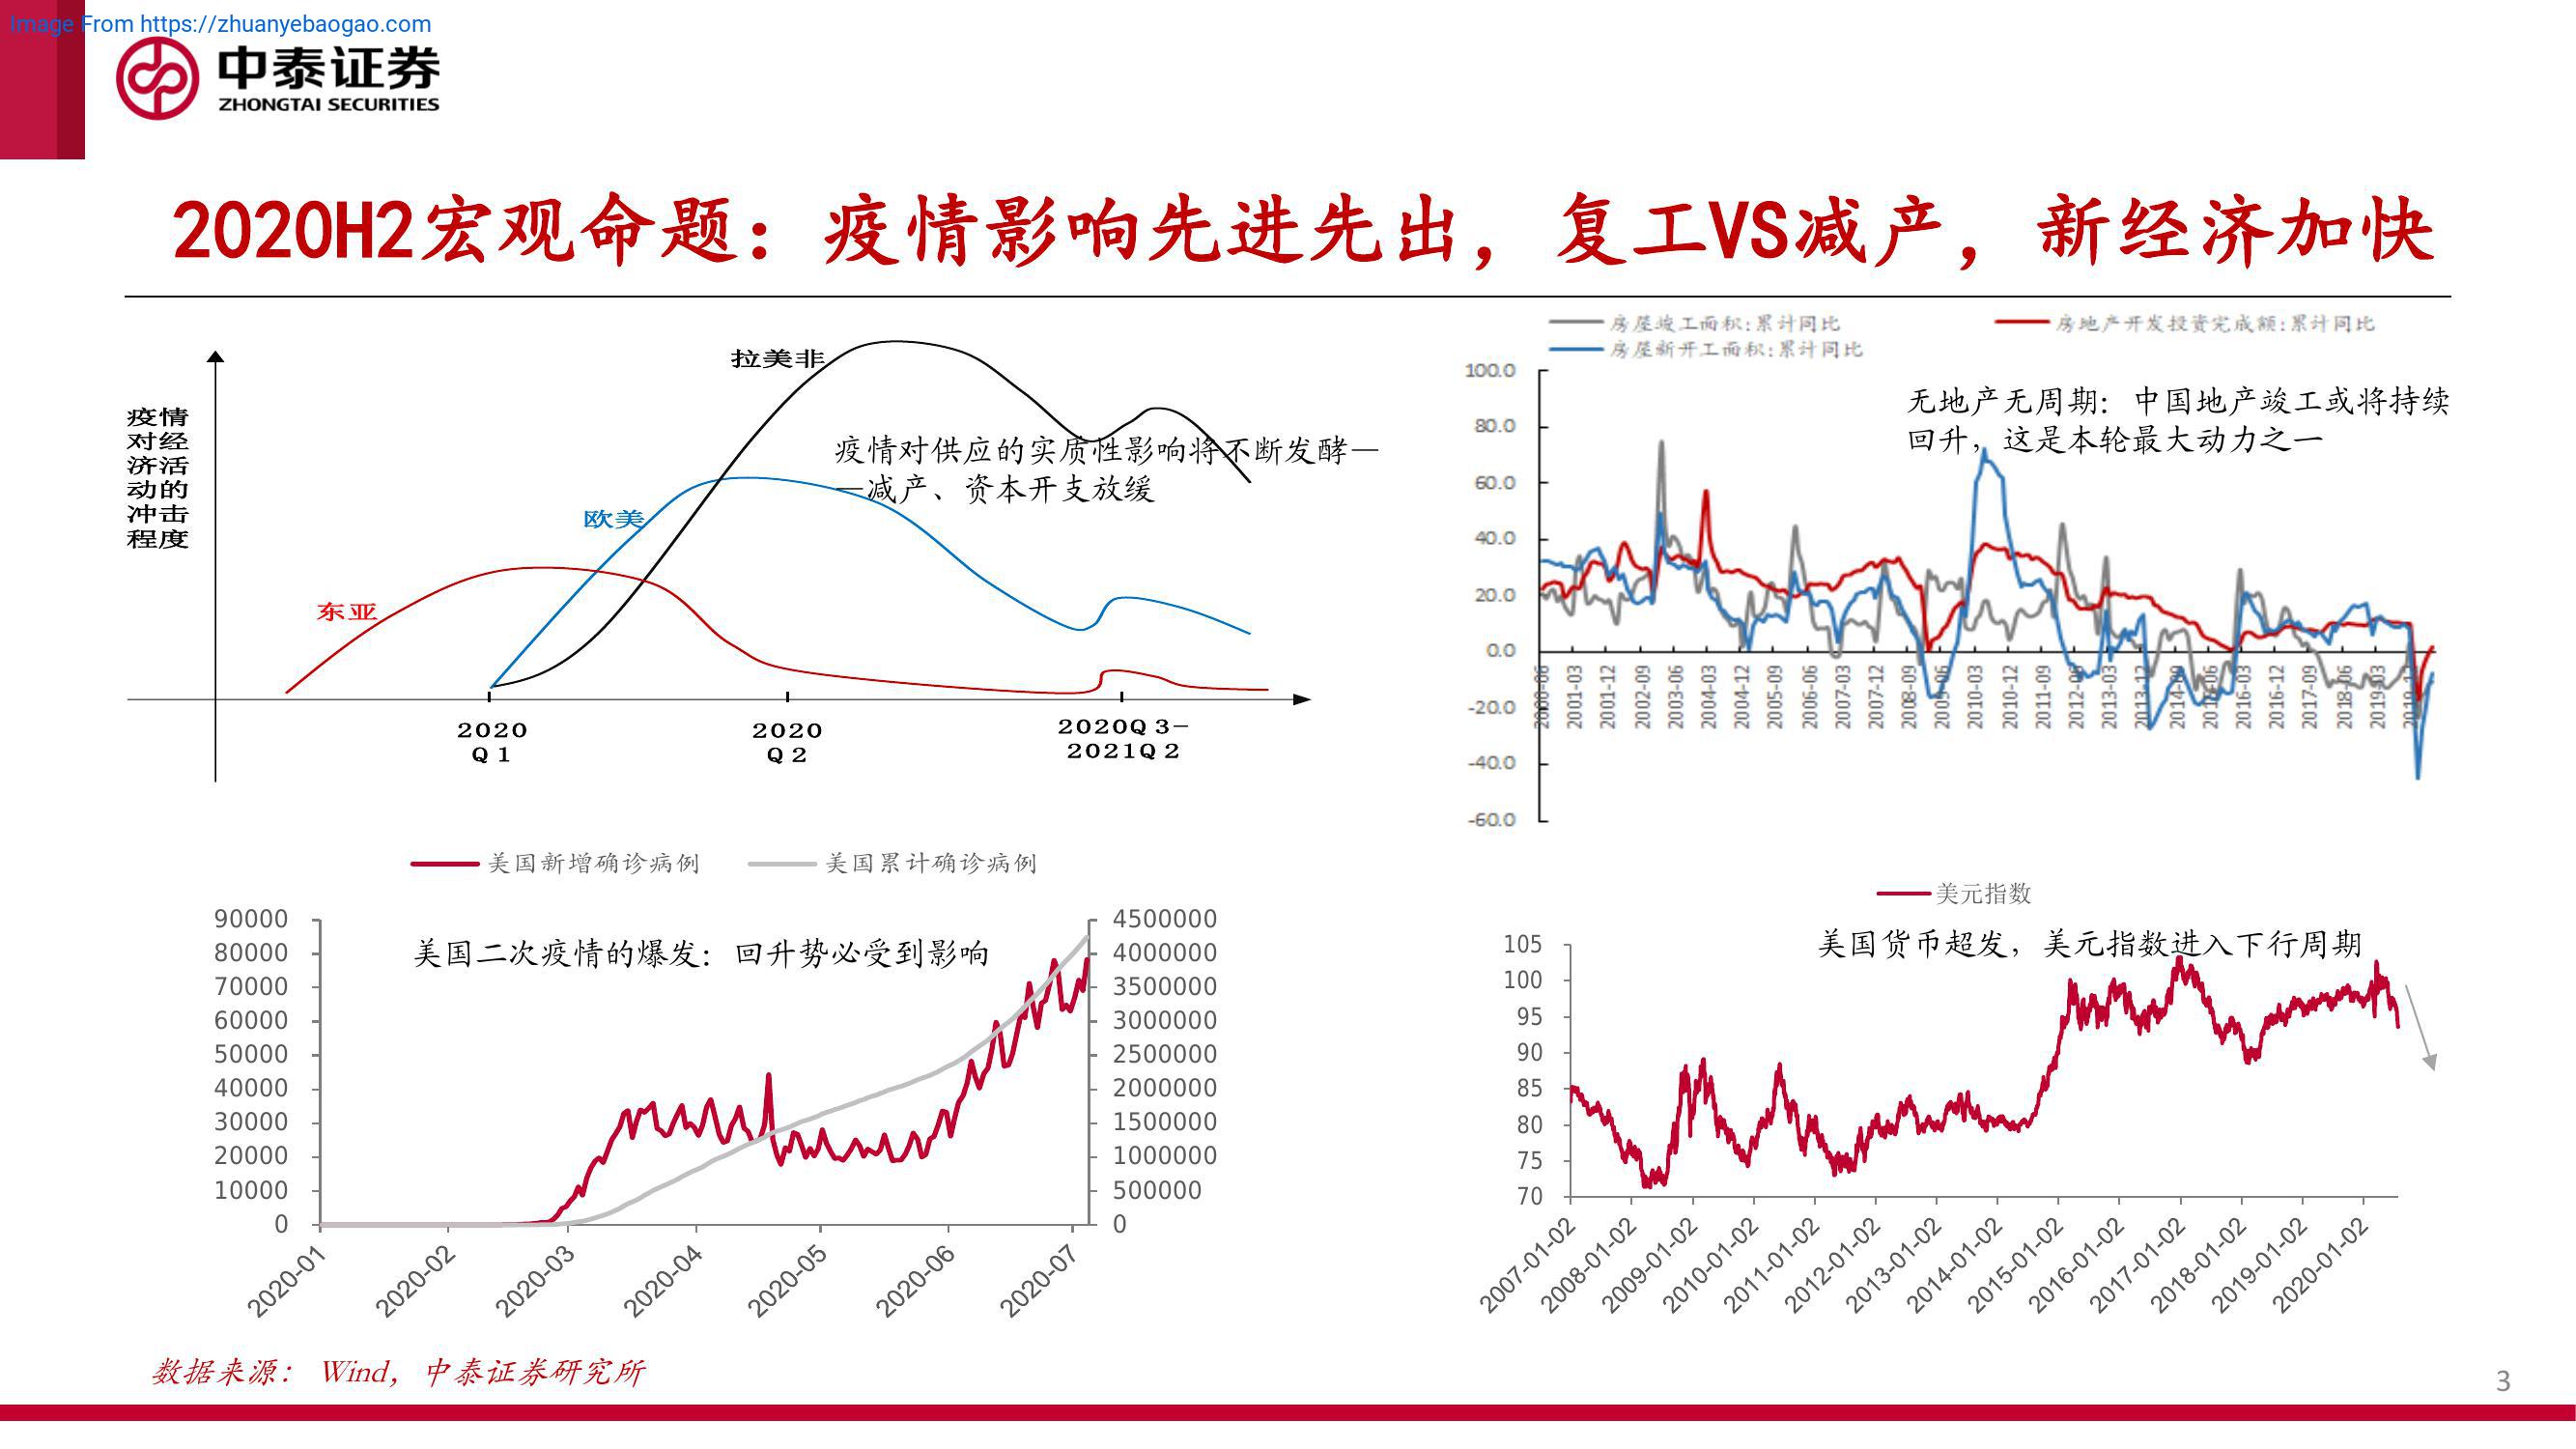 Image From https://zhuanyebaogao.com
中泰证券
ZHONGTAI SECURITIES
2020H2宏观命题：疫情影响先进先出，复工VS减产，新经济加快
疫情
对经
济活
动的
冲击
程度
拉美非
欧美
东亚
疫情对供应的实质性影响将不断发酵—
—减产、资本开支放缓
2020
Q1
2020
Q2
2020Q3-
2021Q2
房屋竣工面积:累计同比
房地产开发投资完成额:累计同比
房屋新开工面积:累计同比
无地产无周期：中国地产竣工或将持续
回升，这是本轮最大动力之一
100.0
80.0
60.0
40.0
20.0
0.0
-20.0
-40.0
-60.0
2001-03
2001-12
2002-09
2003-06
2004-03
2004-12
2005-09
2006-06
2007-03
2007-12
2008-09
2009-06
2010-03
2010-12
2011-09
2012-06
2013-03
2013-12
2014-09
2015-06
2016-03
2016-12
2017-09
2018-06
2019-03
美国新增确诊病例
美国累计确诊病例
美国二次疫情的爆发：回升势必受到影响
90000
80000
70000
60000
50000
40000
30000
20000
10000
0
4500000
4000000
3500000
3000000
2500000
2000000
1500000
1000000
500000
0
2020-01
2020-02
2020-03
2020-04
2020-05
2020-06
2020-07
美元指数
美国货币超发，美元指数进入下行周期
105
100
95
90
85
80
75
70
2007-01-02
2008-01-02
2009-01-02
2010-01-02
2011-01-02
2012-01-02
2013-01-02
2014-01-02
2015-01-02
2016-01-02
2017-01-02
2018-01-02
2019-01-02
2020-01-02
数据来源： Wind，中泰证券研究所
3